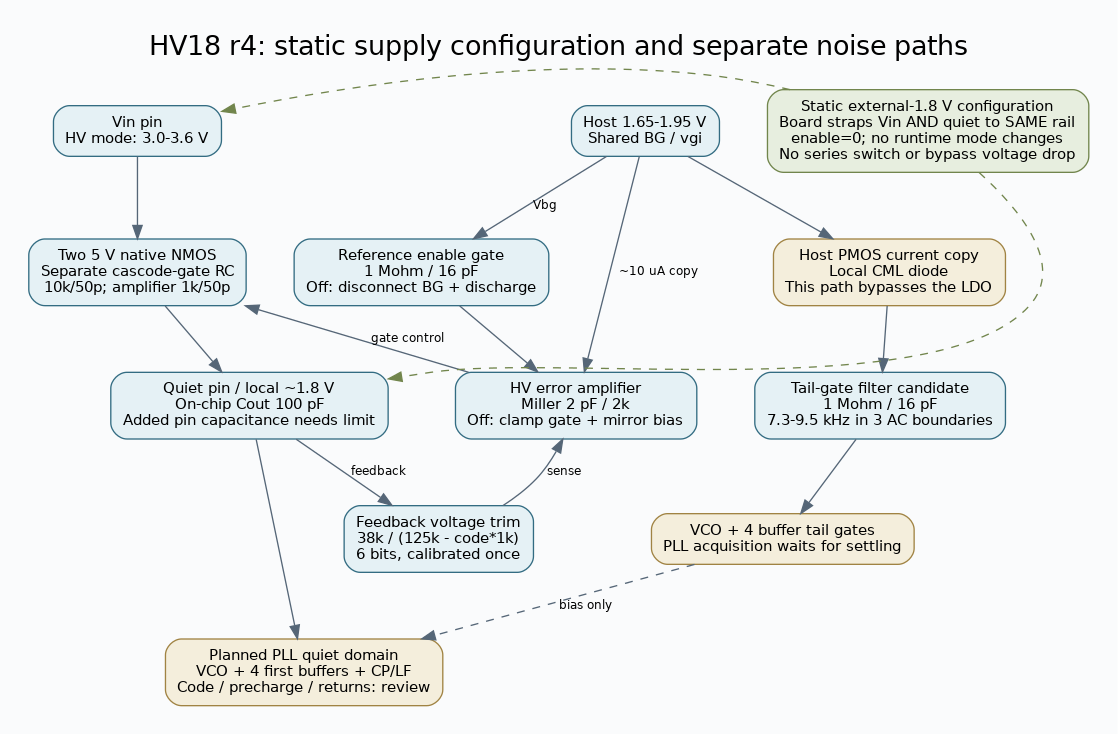 HV18 r4: static supply configuration and separate noise paths
Vin pin
HV mode: 3.0-3.6 V
Host 1.65-1.95 V
Shared BG / vgi
Static external-1.8 V configuration
Board straps Vin AND quiet to SAME rail
enable=0; no runtime mode changes
No series switch or bypass voltage drop
Vbg
Two 5 V native NMOS
Separate cascode-gate RC
10k/50p; amplifier 1k/50p
Reference enable gate
1 Mohm / 16 pF
Off: disconnect BG + discharge
~10 uA copy
Host PMOS current copy
Local CML diode
This path bypasses the LDO
gate control
Quiet pin / local ~1.8 V
On-chip Cout 100 pF
Added pin capacitance needs limit
HV error amplifier
Miller 2 pF / 2k
Off: clamp gate + mirror bias
Tail-gate filter candidate
1 Mohm / 16 pF
7.3-9.5 kHz in 3 AC boundaries
feedback
sense
Feedback voltage trim
38k / (125k - code*1k)
6 bits, calibrated once
VCO + 4 buffer tail gates
PLL acquisition waits for settling
bias only
Planned PLL quiet domain
VCO + 4 first buffers + CP/LF
Code / precharge / returns: review